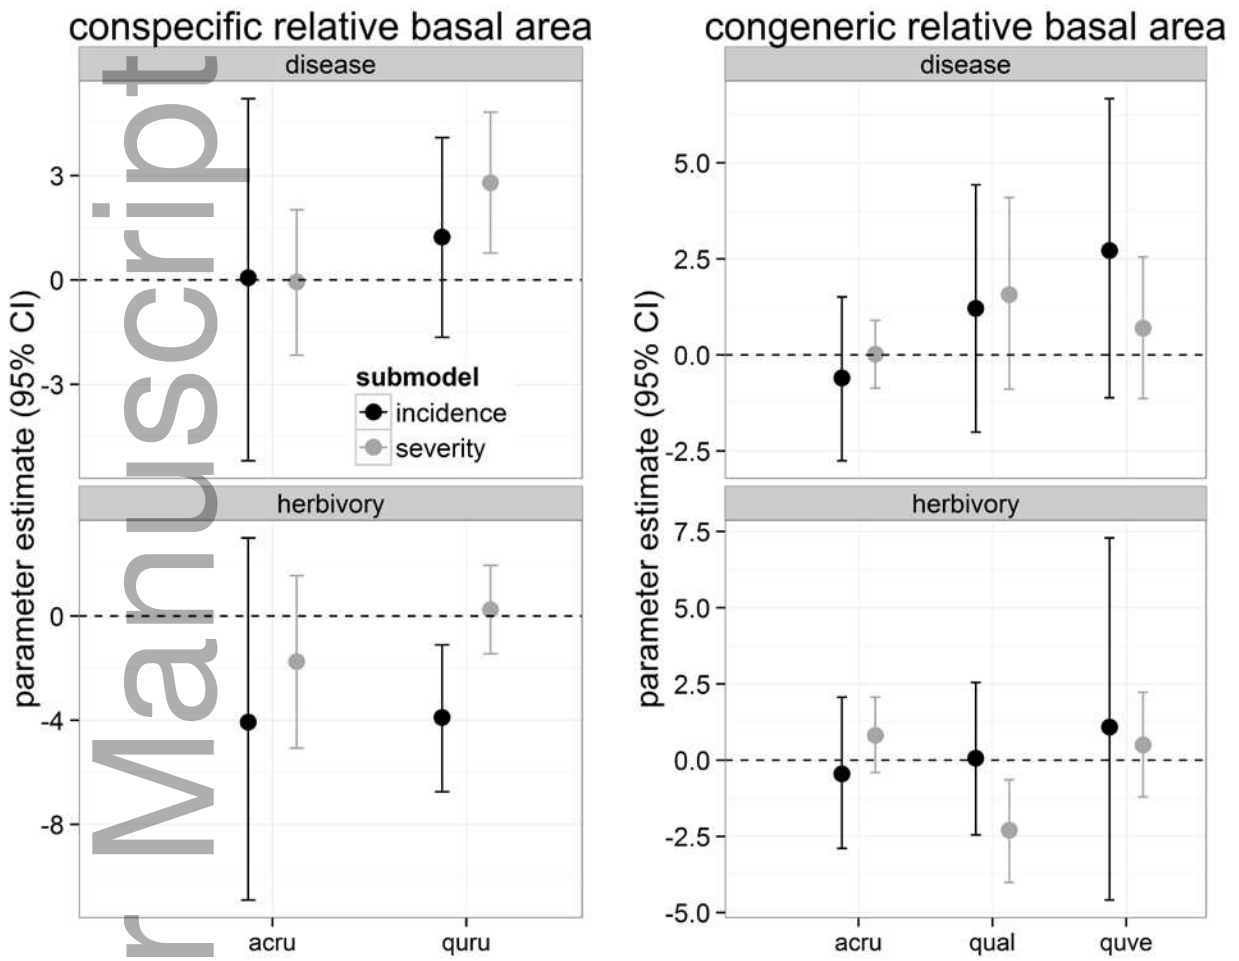 conspecific relative basal area
congeneric relative basal area
disease
disease
3
0
-3
5.0
2.5
0.0
-2.5
submodel
incidence
severity
herbivory
herbivory
0
-4
-8
7.5
5.0
2.5
0.0
-2.5
-5.0
parameter estimate (95% CI)
parameter estimate (95% CI)
acru
quru
acru
qual
quve
r Manuscript